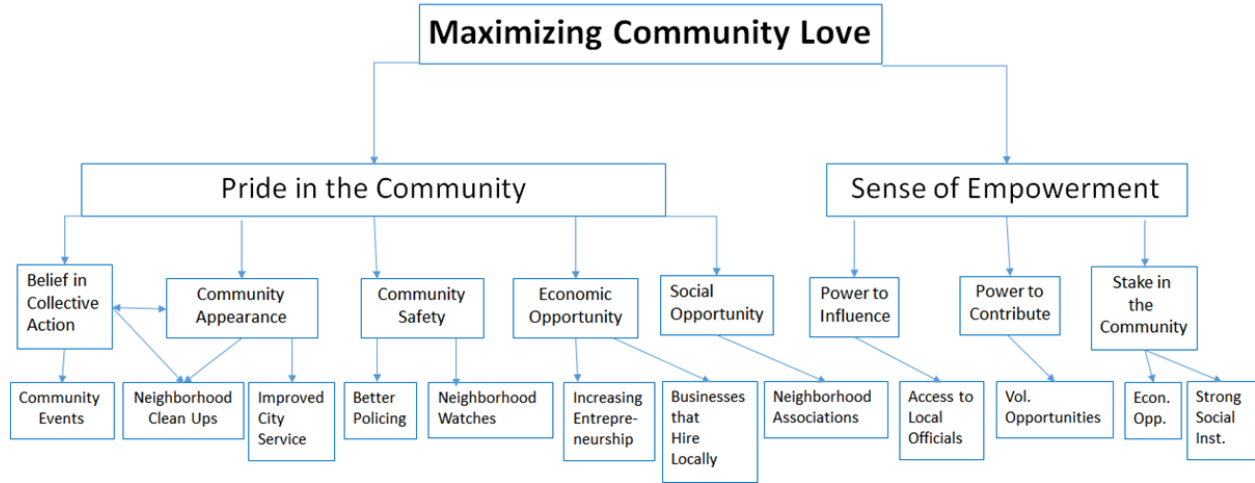 Maximizing Community Love
Pride in the Community
Sense of Empowerment
Belief in
Collective
Action
Community
Appearance
Community
Safety
Economic
Opportunity
Social
Opportunity
Power to
Influence
Power to
Contribute
Stake in
the
Community
Community
Events
Neighborhood
Clean Ups
Improved
City
Service
Better
Policing
Neighborhood
Watches
Increasing
Entrepre-
neurship
Businesses
that
Hire
Locally
Neighborhood
Associations
Access to
Local
Officials
Vol.
Opportunities
Econ.
Opp.
Strong
Social
Inst.